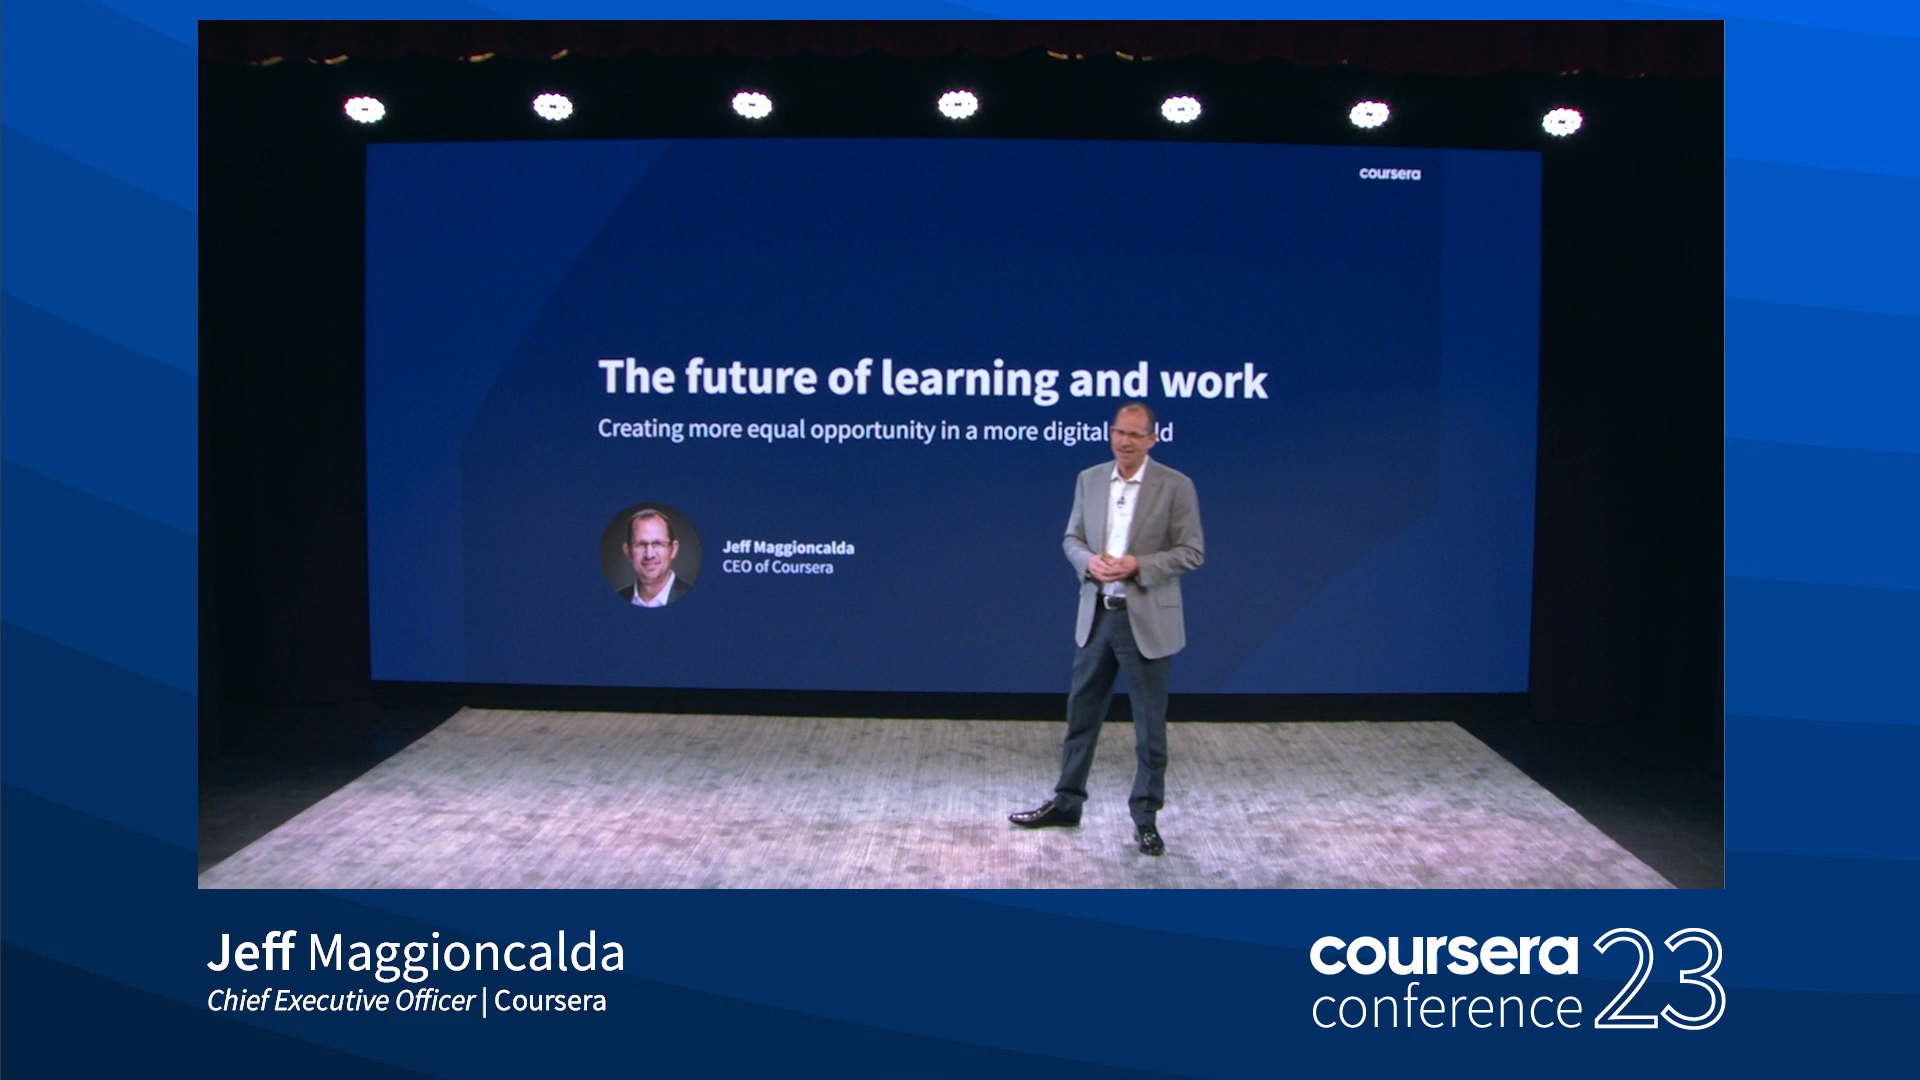 coursera
The future of learning and work
Creating more equal opportunity in a more digital ld
Jeff Maggioncalda
CEO of Coursera
Jeff Maggioncalda
Chief Executive Officer | Coursera
coursera
conference 23